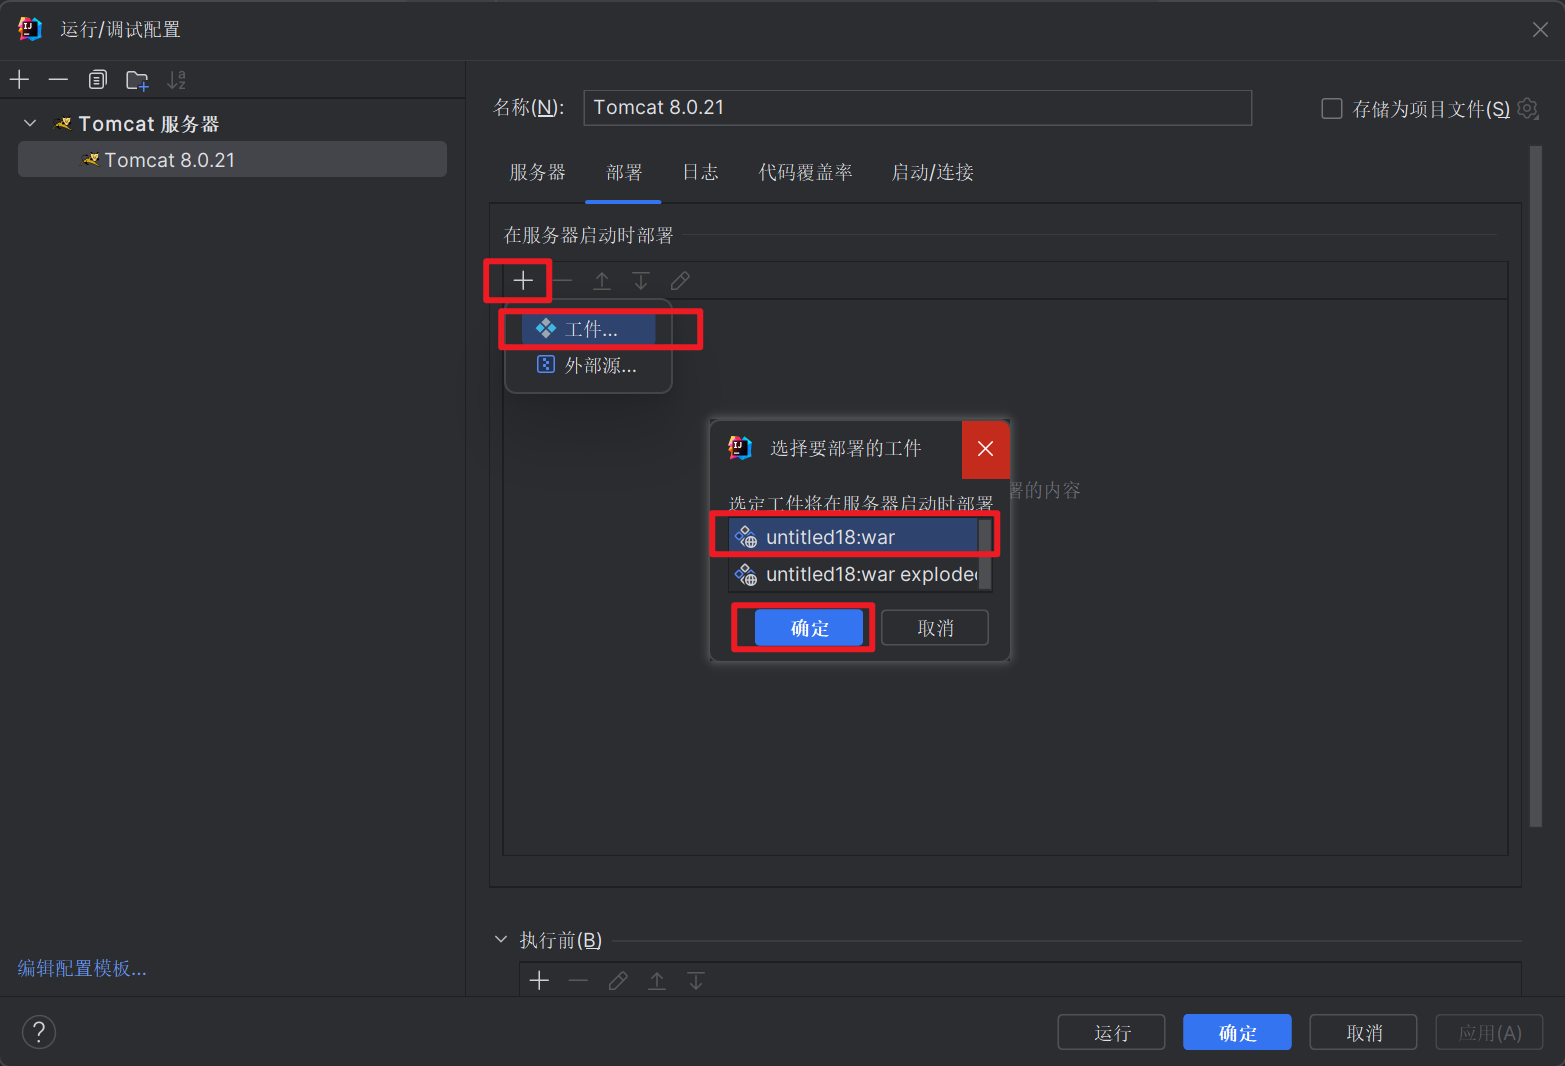 运行/调试配置
Tomcat 服务器
Tomcat 8.0.21
名称(N):
Tomcat 8.0.21
存储为项目文件(S)
服务器 部署 日志 代码覆盖率 启动/连接
在服务器启动时部署
工件...
外部源...
选择要部署的工件
选定工件将在服务器启动时部署
署的内容
untitled18:war
untitled18:war exploded
确定 取消
执行前(B)
编辑配置模板...
? 运行 确定 取消 应用(A)